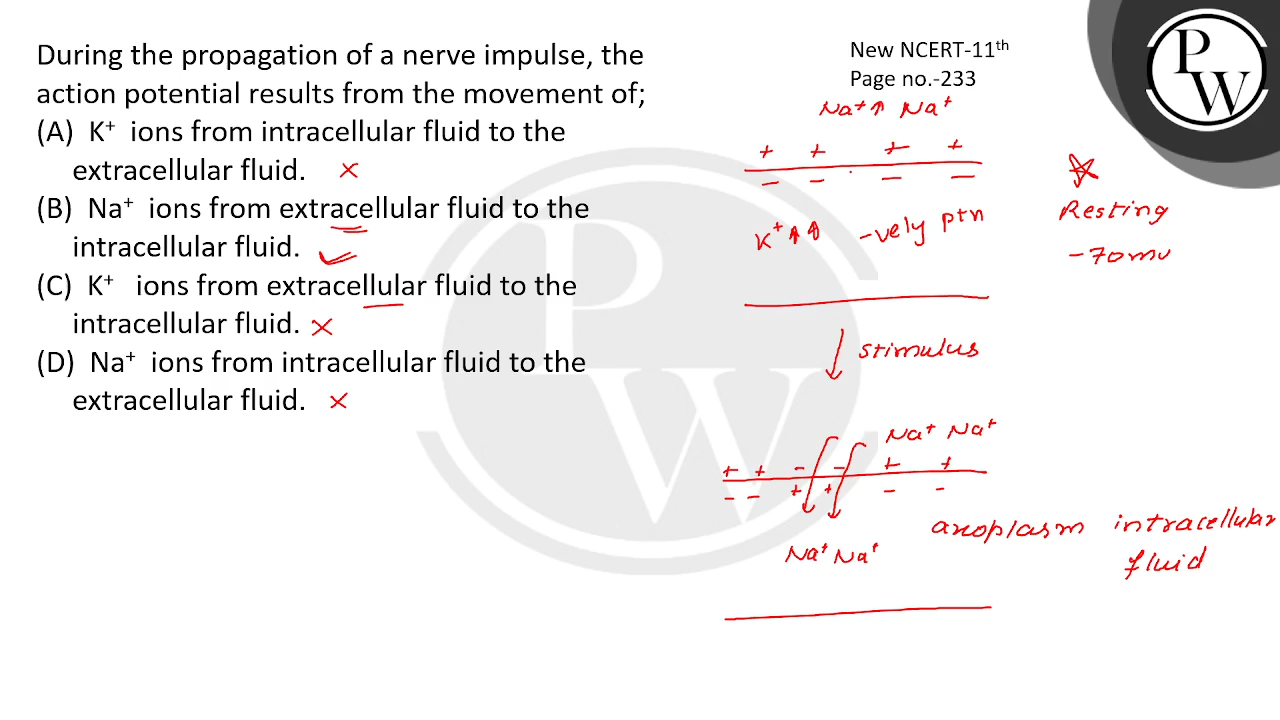 During the propagation of a nerve impulse, the
action potential results from the movement of;
(A) K⁺ ions from intracellular fluid to the
extracellular fluid. ×
(B) Na⁺ ions from extracellular fluid to the
intracellular fluid. ✓
(C) K⁺ ions from extracellular fluid to the
intracellular fluid. ×
(D) Na⁺ ions from intracellular fluid to the
extracellular fluid. ×
New NCERT-11ᵗʰ
Page no.-233
P
W
Na⁺↑ Na⁺
+ + + +
− − − −
K⁺↑↑ -vely ptn
Resting
-70mv
stimulus
Na⁺ Na⁺
+ + − − + +
− − + + − −
Na⁺ Na⁺
axoplasm intracellular
fluid
P
W